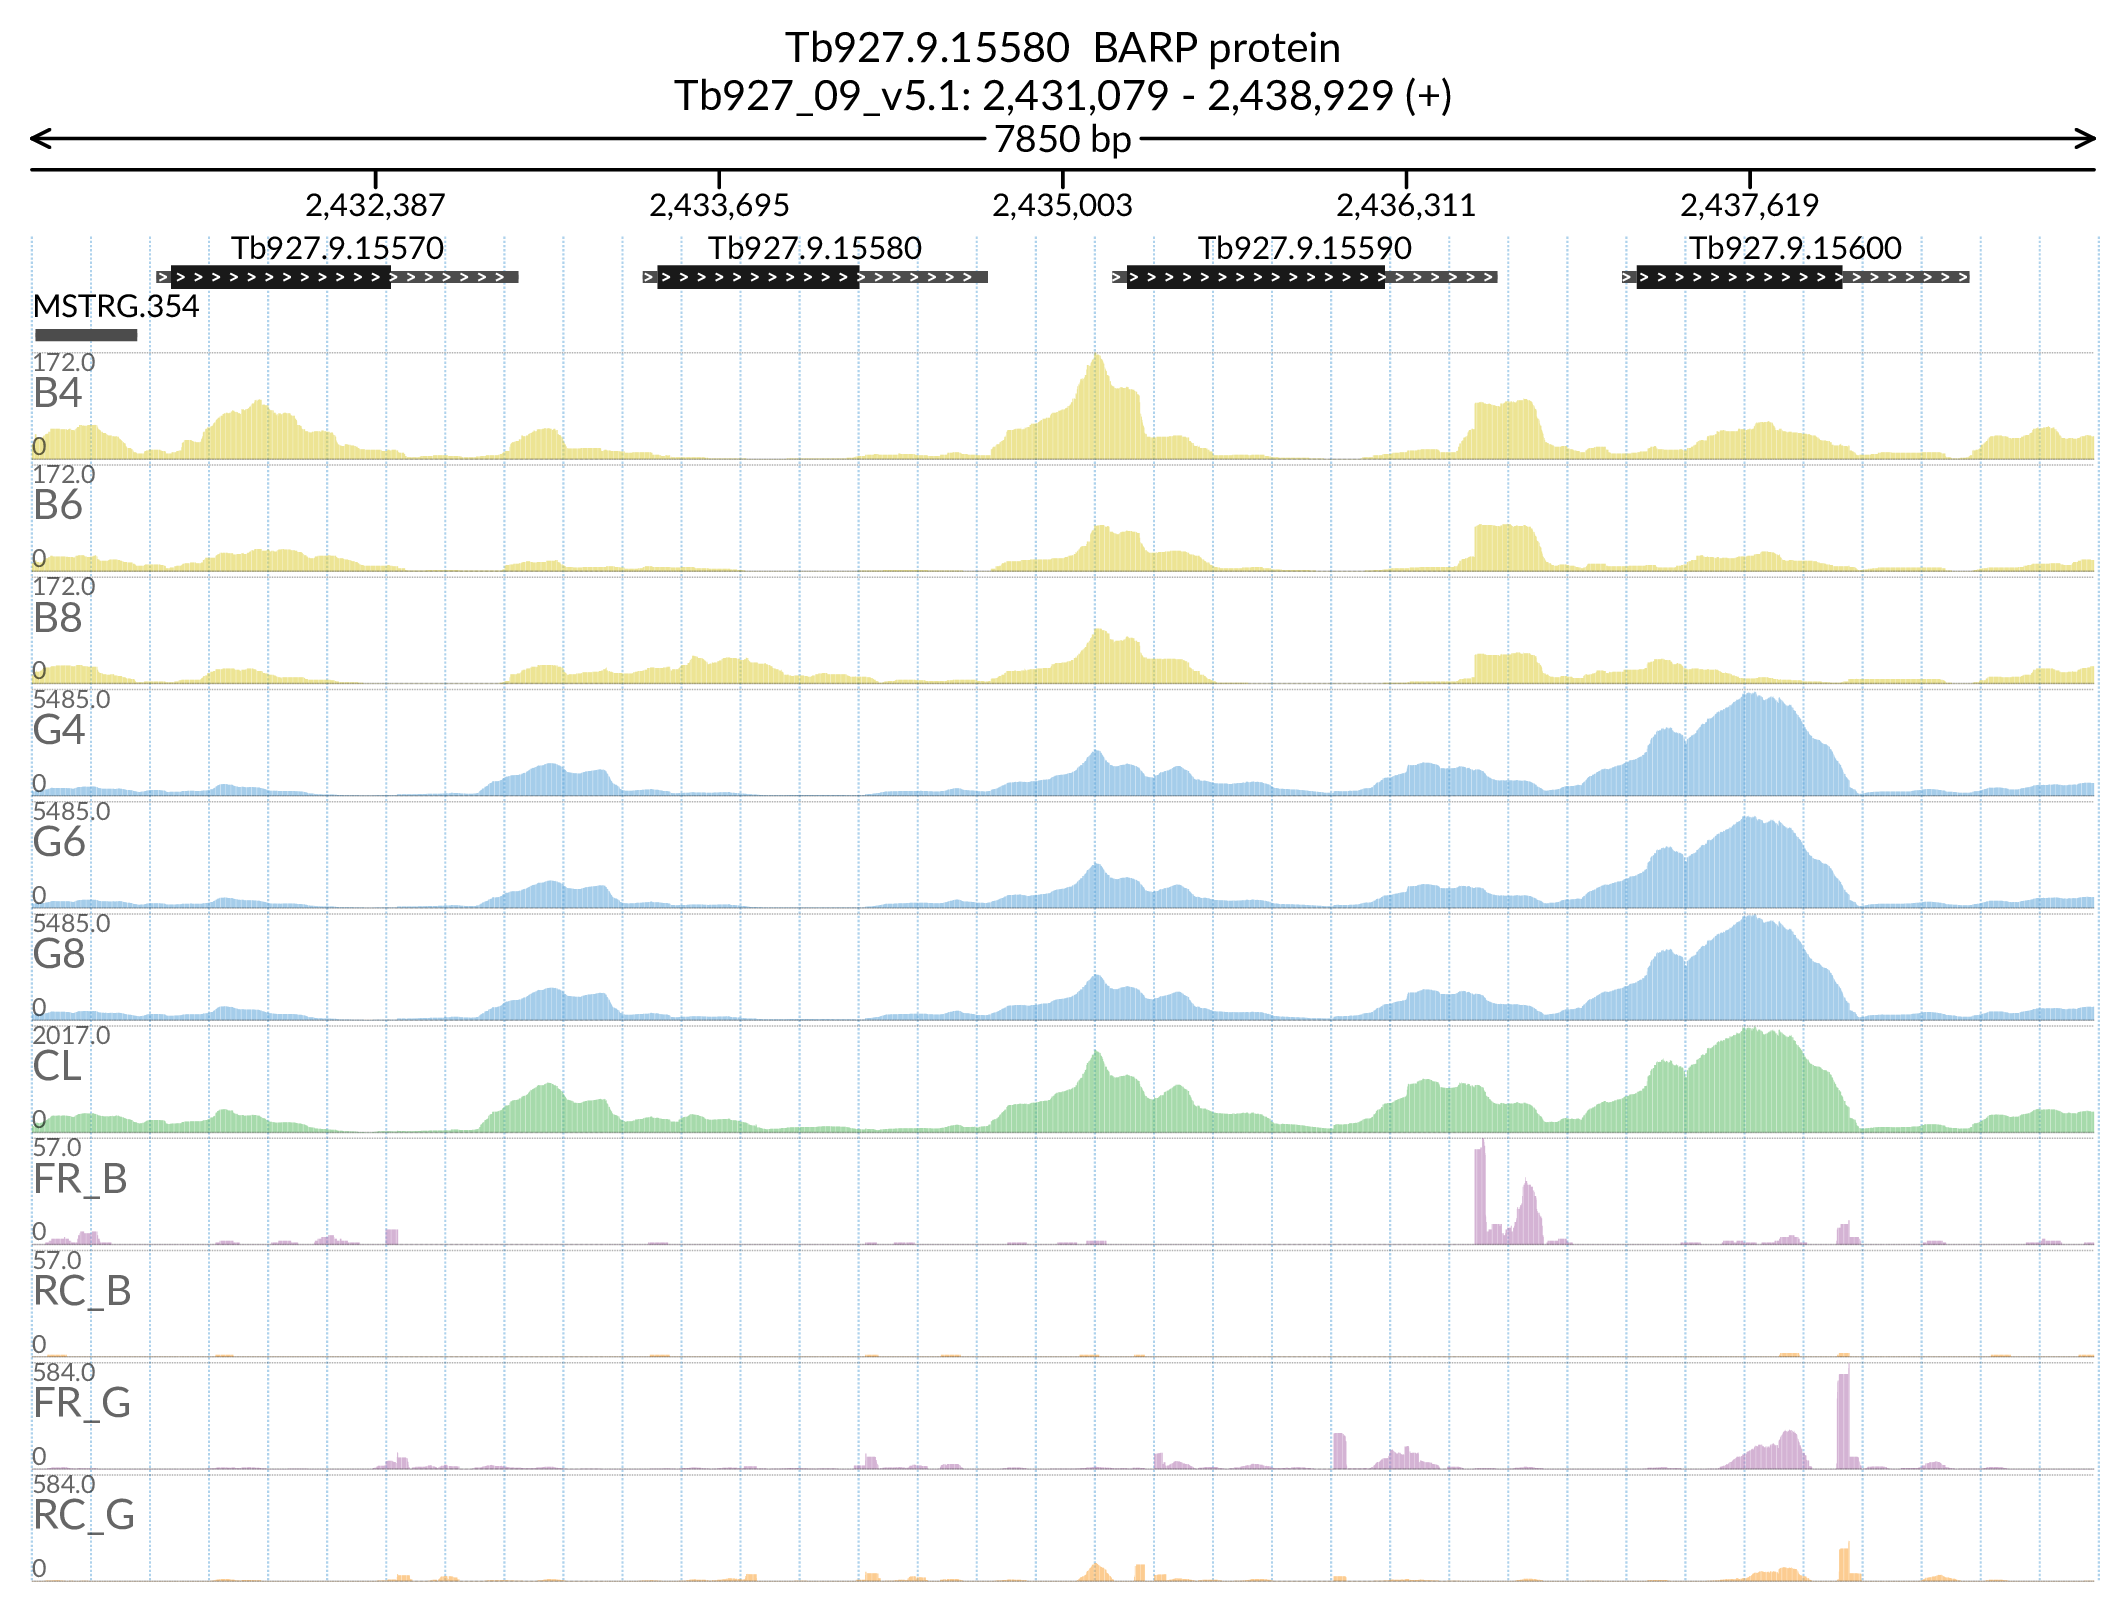 Tb927.9.15580  BARP protein
Tb927_09_v5.1: 2,431,079 - 2,438,929 (+)
7850 bp
2,432,387 2,433,695 2,435,003 2,436,311 2,437,619
Tb927.9.15570 Tb927.9.15580 Tb927.9.15590 Tb927.9.15600
MSTRG.354
172.0
B4
0
172.0
B6
0
172.0
B8
0
5485.0
G4
0
5485.0
G6
0
5485.0
G8
0
2017.0
CL
0
57.0
FR_B
0
57.0
RC_B
0
584.0
FR_G
0
584.0
RC_G
0